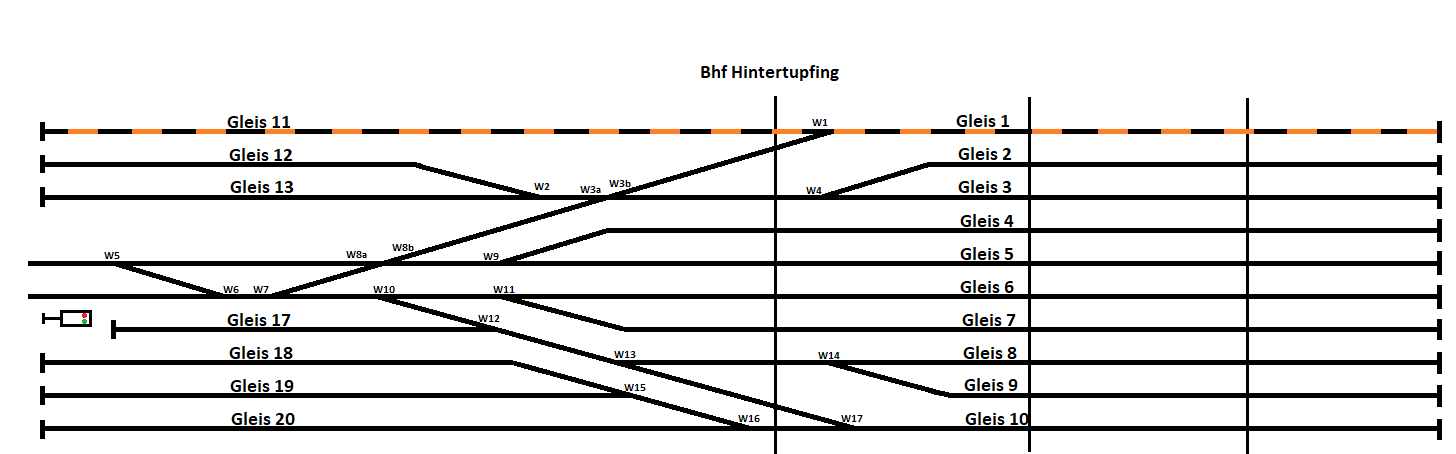 Bhf Hintertupfing
Gleis 11 W1 Gleis 1
Gleis 12 Gleis 2
Gleis 13 W2 W3a W3b W4 Gleis 3
Gleis 4
W5 W8a W8b W9 Gleis 5
W6 W7 W10 W11 Gleis 6
Gleis 17 W12 Gleis 7
Gleis 18 W13 W14 Gleis 8
Gleis 19 W15 Gleis 9
Gleis 20 W16 W17 Gleis 10